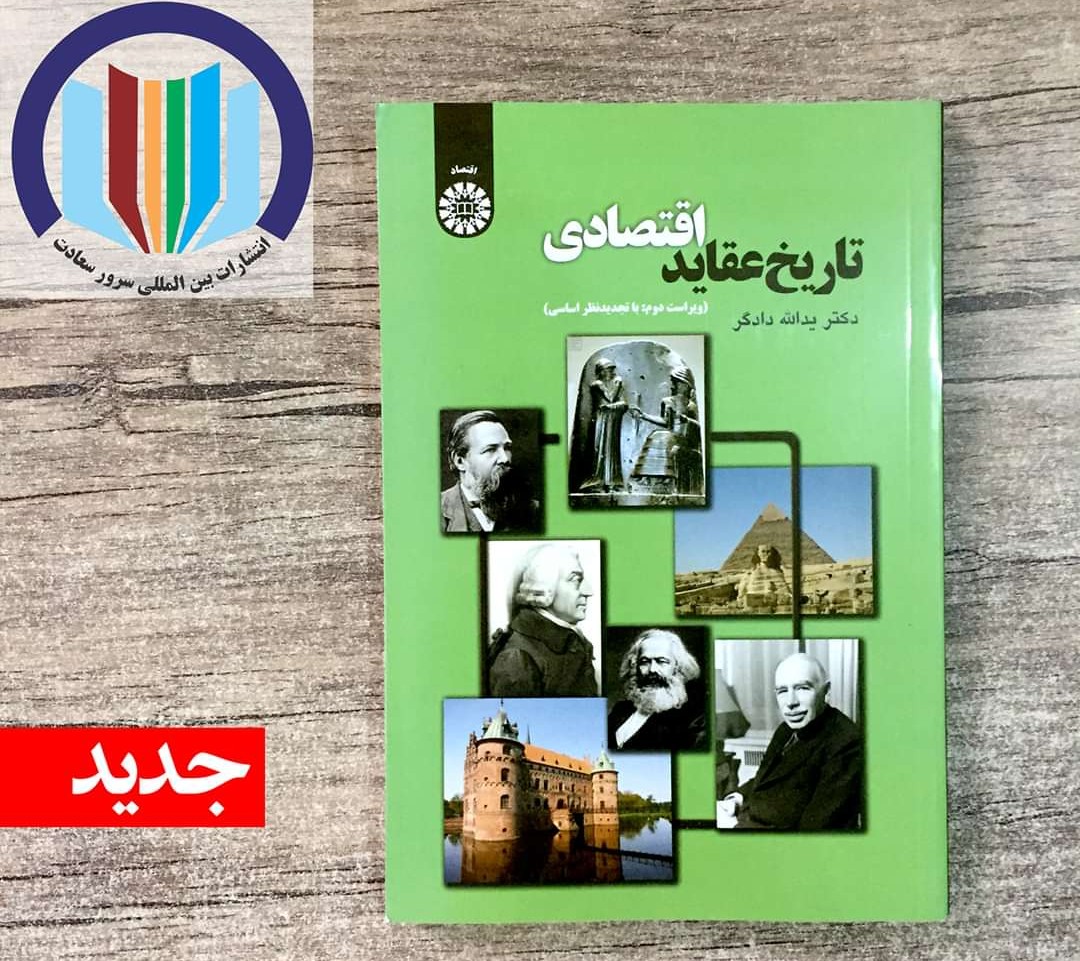 انتشارات بین المللی سرور سعادت
اقتصاد
تاریخ عقاید اقتصادی
(ویراست دوم: با تجدیدنظر اساسی)
دکتر یدالله دادگر
جدید